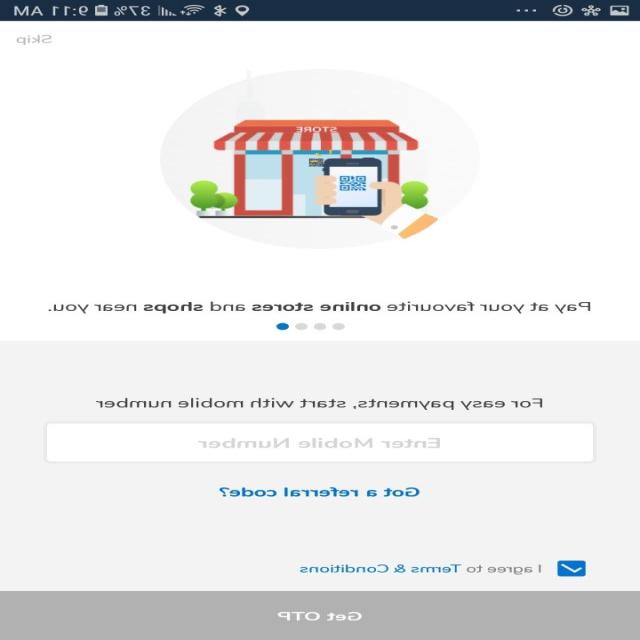 37% 9:11 AM
Skip
STORE
Pay at your favourite online stores and shops near you.
For easy payments, start with mobile number
Enter Mobile Number
Got a referral code?
I agree to Terms & Conditions
Get OTP